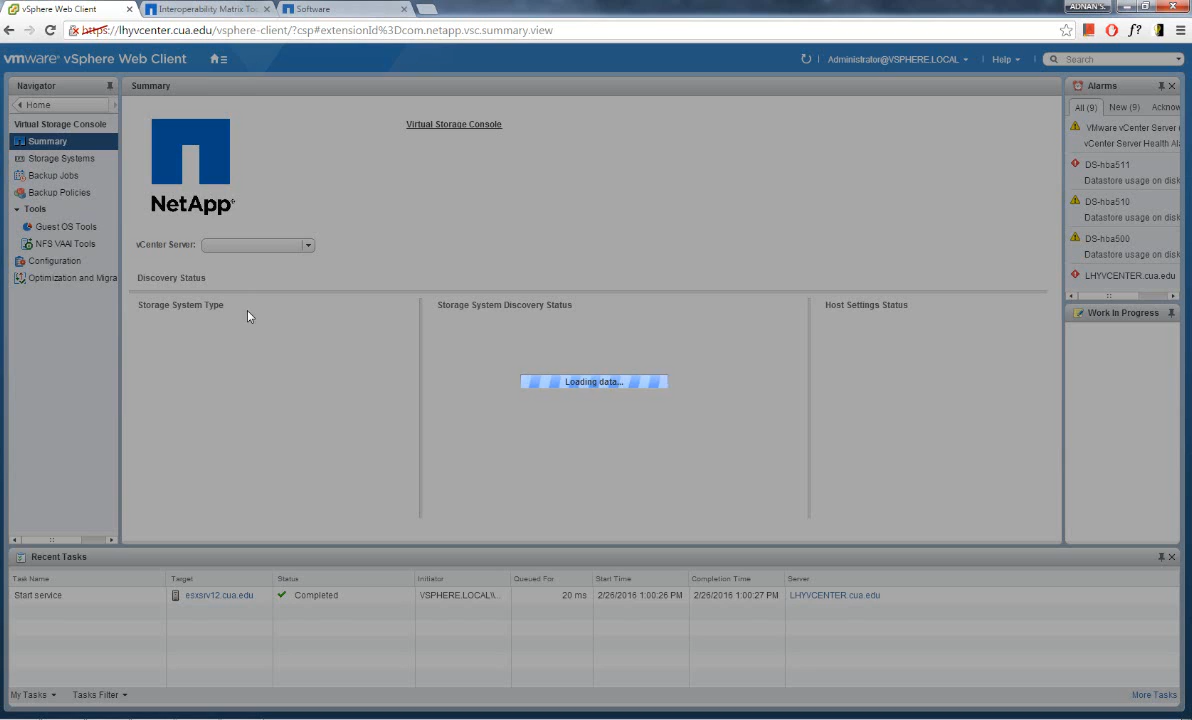 vSphere Web Client
Interoperability Matrix Too
Software
ADNAN S.
https://lhyvcenter.cua.edu/vsphere-client/?csp#extensionId%3Dcom.netapp.vsc.summary.view
vmware® vSphere Web Client
Administrator@VSPHERE.LOCAL
Help
Search
Navigator
Home
Virtual Storage Console
Summary
Storage Systems
Backup Jobs
Backup Policies
Tools
Guest OS Tools
NFS VAAI Tools
Configuration
Optimization and Migra
Summary
NetApp®
Virtual Storage Console
vCenter Server:
Discovery Status
Storage System Type
Storage System Discovery Status
Host Settings Status
Loading data...
Alarms
All (9) New (9) Acknow
VMware vCenter Server
vCenter Server Health Al
DS-hba511
Datastore usage on disk
DS-hba510
Datastore usage on disk
DS-hba500
Datastore usage on disk
LHYVCENTER.cua.edu
Work In Progress
Recent Tasks
Task Name Target Status Initiator Queued For Start Time Completion Time Server
Start service esxsrv12.cua.edu Completed VSPHERE.LOCAL\\... 20 ms 2/26/2016 1:00:26 PM 2/26/2016 1:00:27 PM LHYVCENTER.cua.edu
My Tasks Tasks Filter More Tasks